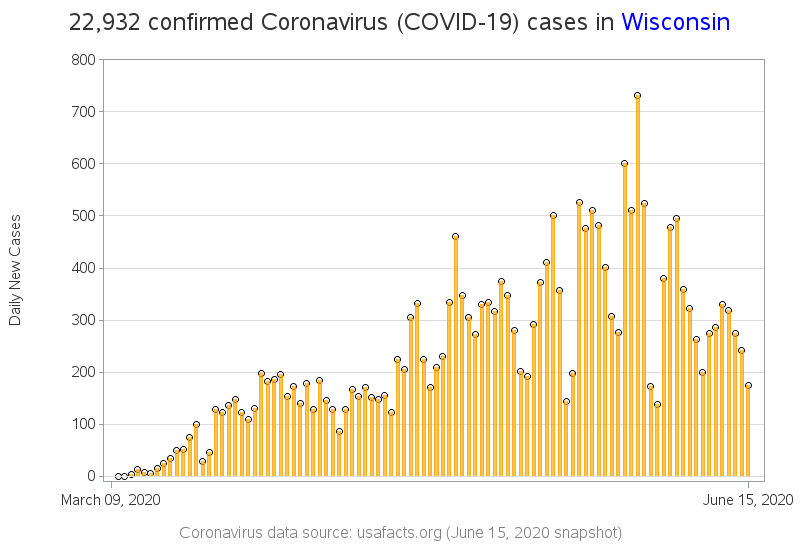 22,932 confirmed Coronavirus (COVID-19) cases in Wisconsin
800
700
600
500
400
300
200
100
0
Daily New Cases
March 09, 2020
June 15, 2020
Coronavirus data source: usafacts.org (June 15, 2020 snapshot)